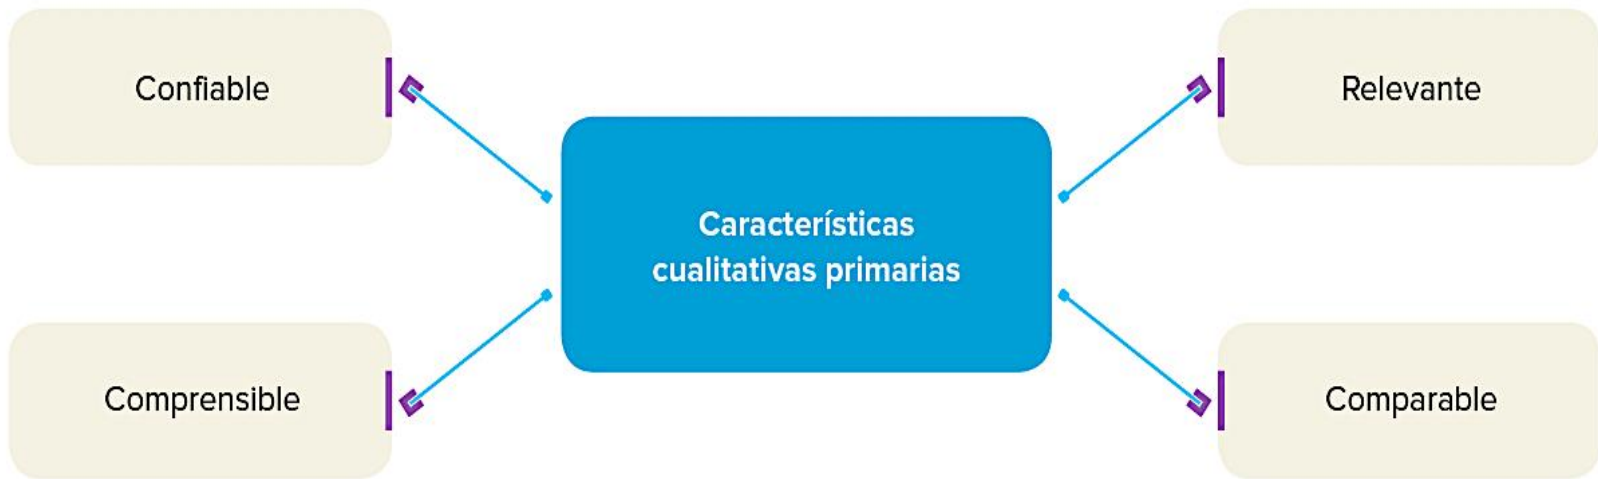 Confiable
Relevante
Características
cualitativas primarias
Comprensible
Comparable